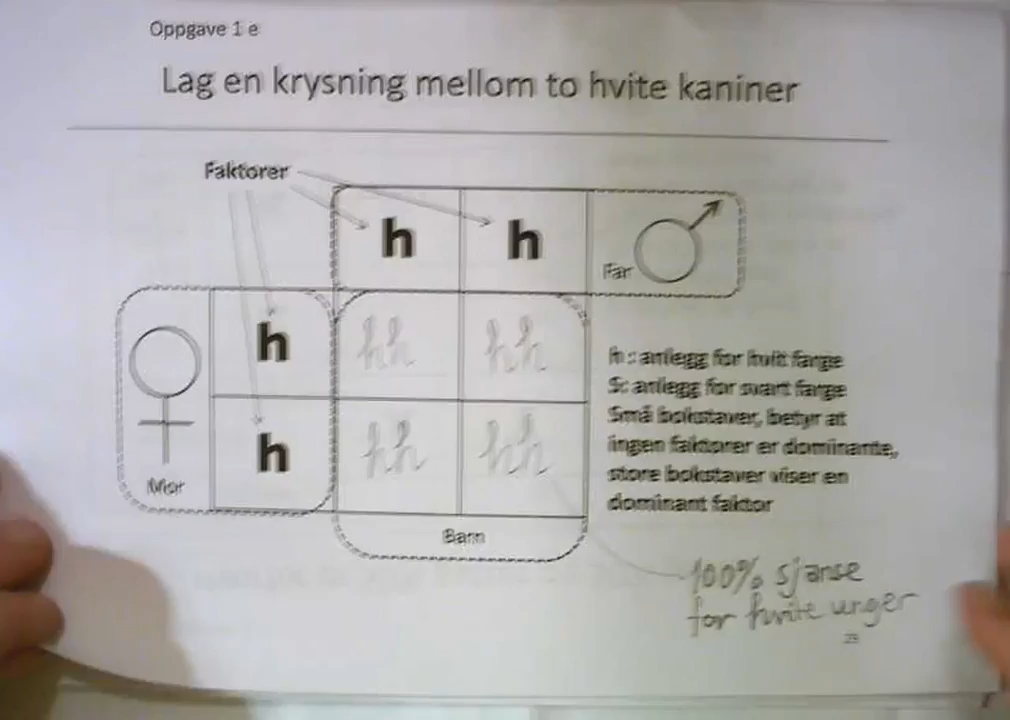 Oppgave 1 e
Lag en krysning mellom to hvite kaniner
Faktorer
h h
Far
h hh hh
h hh hh
Mor
Barn
h : anlegg for hvit farge
S: anlegg for svart farge
Små bokstaver, betyr at
ingen faktorer er dominante,
store bokstaver viser en
dominant faktor
100% sjanse
for hvite unger